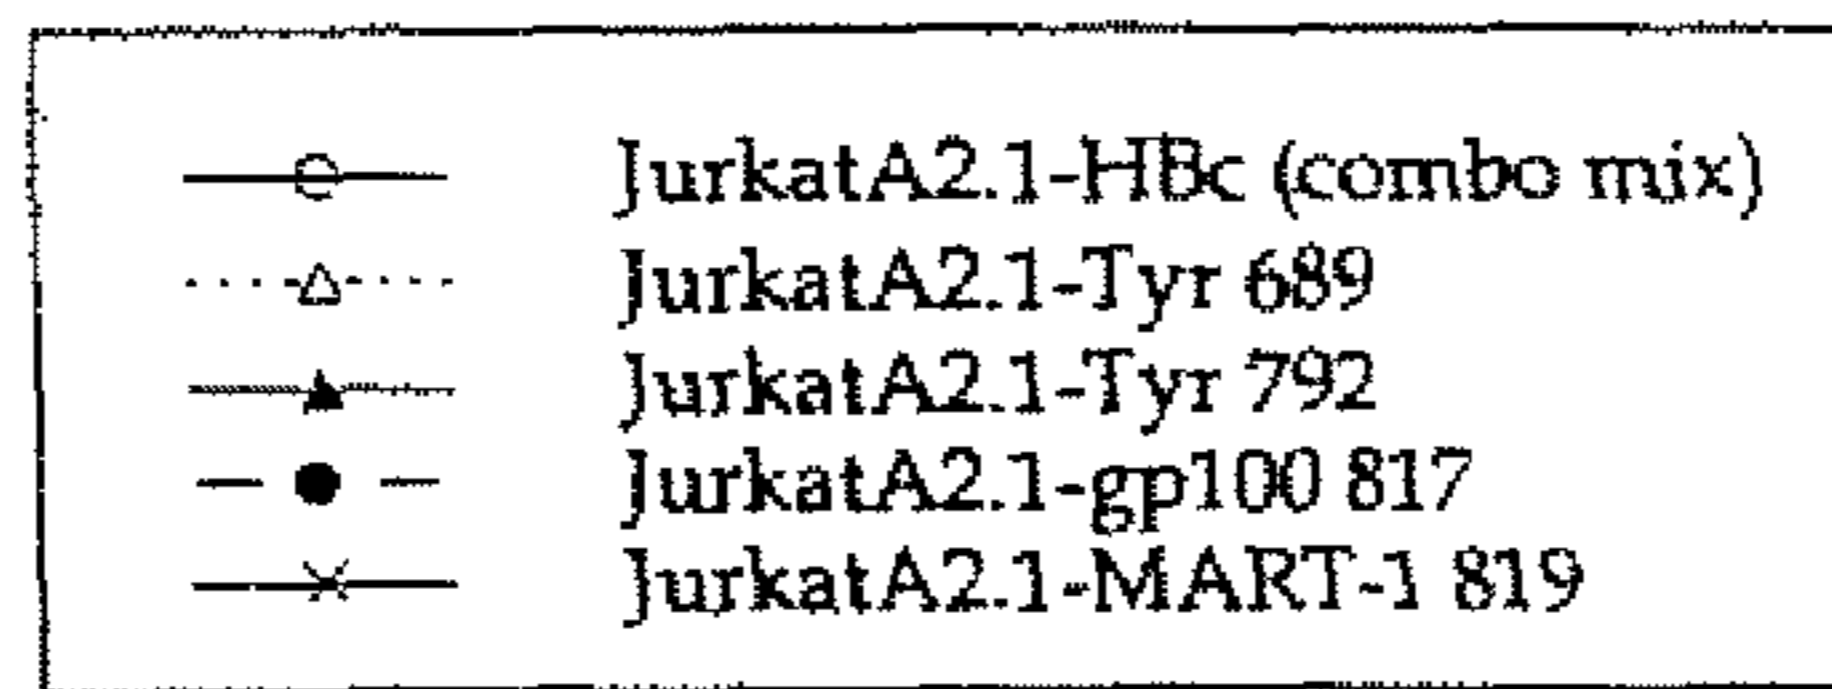 JurkatA2.1-HBc (combo mix)
JurkatA2.1-Tyr 689
JurkatA2.1-Tyr 792
JurkatA2.1-gp100 817
JurkatA2.1-MART-1 819